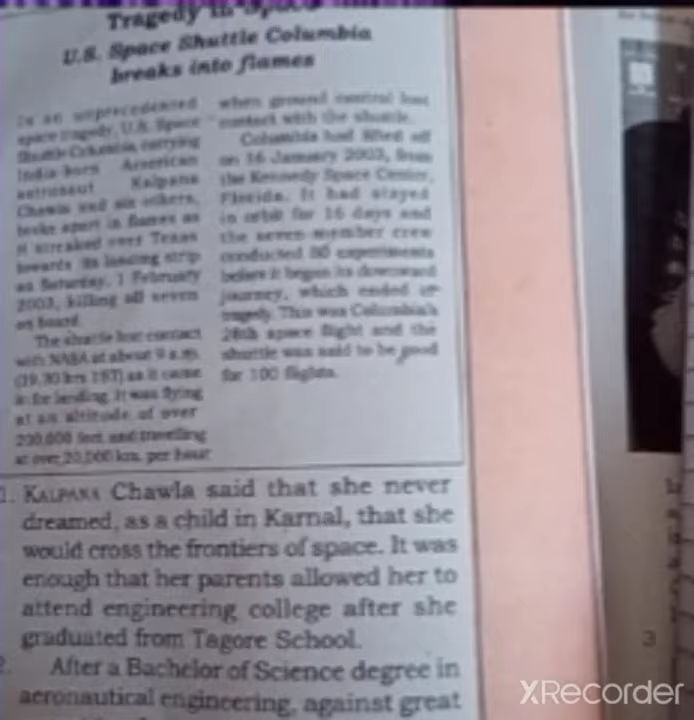 Tragedy in Space
U.S. Space Shuttle Columbia
breaks into flames
In an unprecedented
space tragedy, U.S. Space
Shuttle Columbia, carrying
India-born American
astronaut Kalpana
Chawla and six others,
broke apart in flames as
it streaked over Texas
towards its landing strip
on Saturday, 1 February
2003, killing all seven
on board.
The shuttle lost contact
with NASA at about 9 a.m.
(19.30 hrs IST) as it came
in for landing. It was flying
at an altitude of over
200,000 feet and travelling
at over 20,000 km. per hour
when ground control lost
contact with the shuttle.
Columbia had lifted off
on 16 January 2003, from
the Kennedy Space Center,
Florida. It had stayed
in orbit for 16 days and
the seven-member crew
conducted 80 experiments
before it began its downward
journey, which ended in
tragedy. This was Columbia's
28th space flight and the
shuttle was said to be good
for 100 flights.
1. KALPANA Chawla said that she never
dreamed, as a child in Karnal, that she
would cross the frontiers of space. It was
enough that her parents allowed her to
attend engineering college after she
graduated from Tagore School.
2. After a Bachelor of Science degree in
aeronautical engineering, against great
3
XRecorder